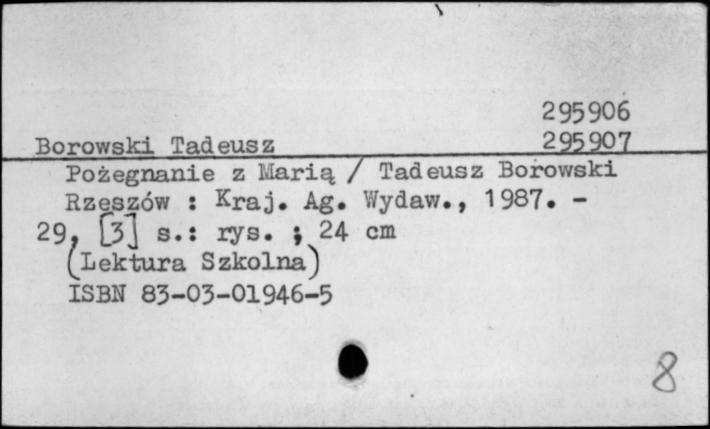 295906
Borowski Tadeusz 295907
Pożegnanie z Marią / Tadeusz Borowski
Rzeszów : Kraj. Ag. Wydaw., 1987. -
29, [3] s.: rys. ; 24 cm
(Lektura Szkolna)
ISBN 83-03-01946-5
8